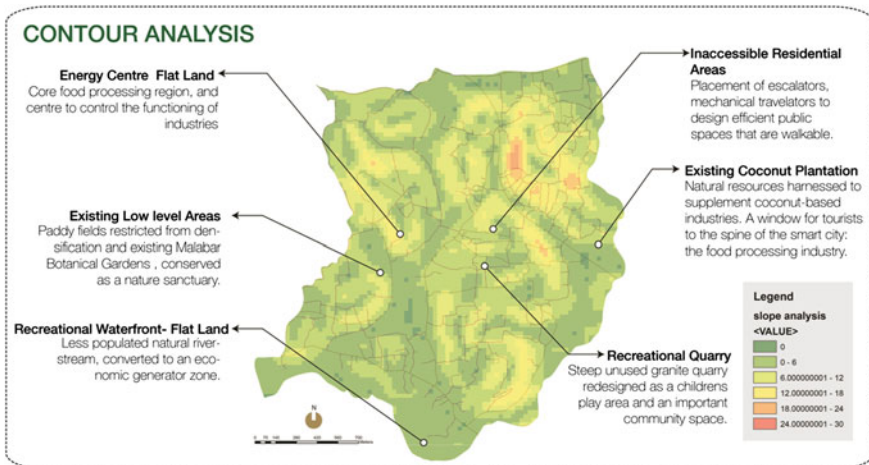 CONTOUR ANALYSIS
Energy Centre Flat Land
Core food processing region, and
centre to control the functioning of
industries
Existing Low level Areas
Paddy fields restricted from den-
sification and existing Malabar
Botanical Gardens , conserved
as a nature sanctuary.
Recreational Waterfront- Flat Land
Less populated natural river-
stream, converted to an eco-
nomic generator zone.
Inaccessible Residential
Areas
Placement of escalators,
mechanical travelators to
design efficient public
spaces that are walkable.
Existing Coconut Plantation
Natural resources harnessed to
supplement coconut-based
industries. A window for tourists
to the spine of the smart city:
the food processing industry.
Recreational Quarry
Steep unused granite quarry
redesigned as a childrens
play area and an important
community space.
Legend
slope analysis
<VALUE>
0
0 - 6
6.000000001 - 12
12.00000001 - 18
18.00000001 - 24
24.00000001 - 30
N